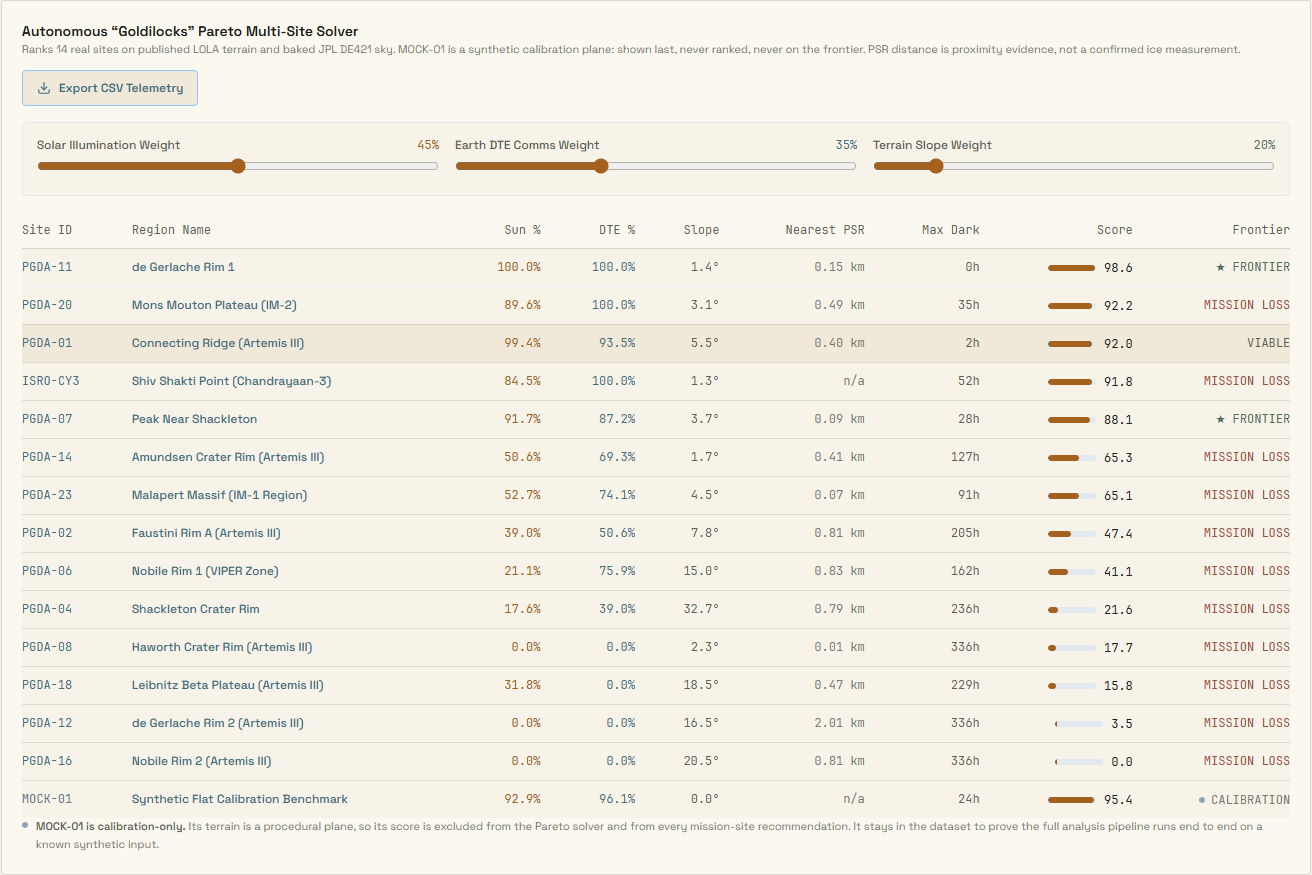 Autonomous “Goldilocks” Pareto Multi-Site Solver
Ranks 14 real sites on published LOLA terrain and baked JPL DE421 sky. MOCK-01 is a synthetic calibration plane: shown last, never ranked, never on the frontier. PSR distance is proximity evidence, not a confirmed ice measurement.
Export CSV Telemetry
Solar Illumination Weight 45% Earth DTE Comms Weight 35% Terrain Slope Weight 20%
Site ID Region Name Sun % DTE % Slope Nearest PSR Max Dark Score Frontier
PGDA-11 de Gerlache Rim 1 100.0% 100.0% 1.4° 0.15 km 0h 98.6 ★ FRONTIER
PGDA-20 Mons Mouton Plateau (IM-2) 89.6% 100.0% 3.1° 0.49 km 35h 92.2 MISSION LOSS
PGDA-01 Connecting Ridge (Artemis III) 99.4% 93.5% 5.5° 0.40 km 2h 92.0 VIABLE
ISRO-CY3 Shiv Shakti Point (Chandrayaan-3) 84.5% 100.0% 1.3° n/a 52h 91.8 MISSION LOSS
PGDA-07 Peak Near Shackleton 91.7% 87.2% 3.7° 0.09 km 28h 88.1 ★ FRONTIER
PGDA-14 Amundsen Crater Rim (Artemis III) 50.6% 69.3% 1.7° 0.41 km 127h 65.3 MISSION LOSS
PGDA-23 Malapert Massif (IM-1 Region) 52.7% 74.1% 4.5° 0.07 km 91h 65.1 MISSION LOSS
PGDA-02 Faustini Rim A (Artemis III) 39.0% 50.6% 7.8° 0.81 km 205h 47.4 MISSION LOSS
PGDA-06 Nobile Rim 1 (VIPER Zone) 21.1% 75.9% 15.0° 0.83 km 162h 41.1 MISSION LOSS
PGDA-04 Shackleton Crater Rim 17.6% 39.0% 32.7° 0.79 km 236h 21.6 MISSION LOSS
PGDA-08 Haworth Crater Rim (Artemis III) 0.0% 0.0% 2.3° 0.01 km 336h 17.7 MISSION LOSS
PGDA-18 Leibnitz Beta Plateau (Artemis III) 31.8% 0.0% 18.5° 0.47 km 229h 15.8 MISSION LOSS
PGDA-12 de Gerlache Rim 2 (Artemis III) 0.0% 0.0% 16.5° 2.01 km 336h 3.5 MISSION LOSS
PGDA-16 Nobile Rim 2 (Artemis III) 0.0% 0.0% 20.5° 0.81 km 336h 0.0 MISSION LOSS
MOCK-01 Synthetic Flat Calibration Benchmark 92.9% 96.1% 0.0° n/a 24h 95.4 ● CALIBRATION
● MOCK-01 is calibration-only. Its terrain is a procedural plane, so its score is excluded from the Pareto solver and from every mission-site recommendation. It stays in the dataset to prove the full analysis pipeline runs end to end on a
known synthetic input.